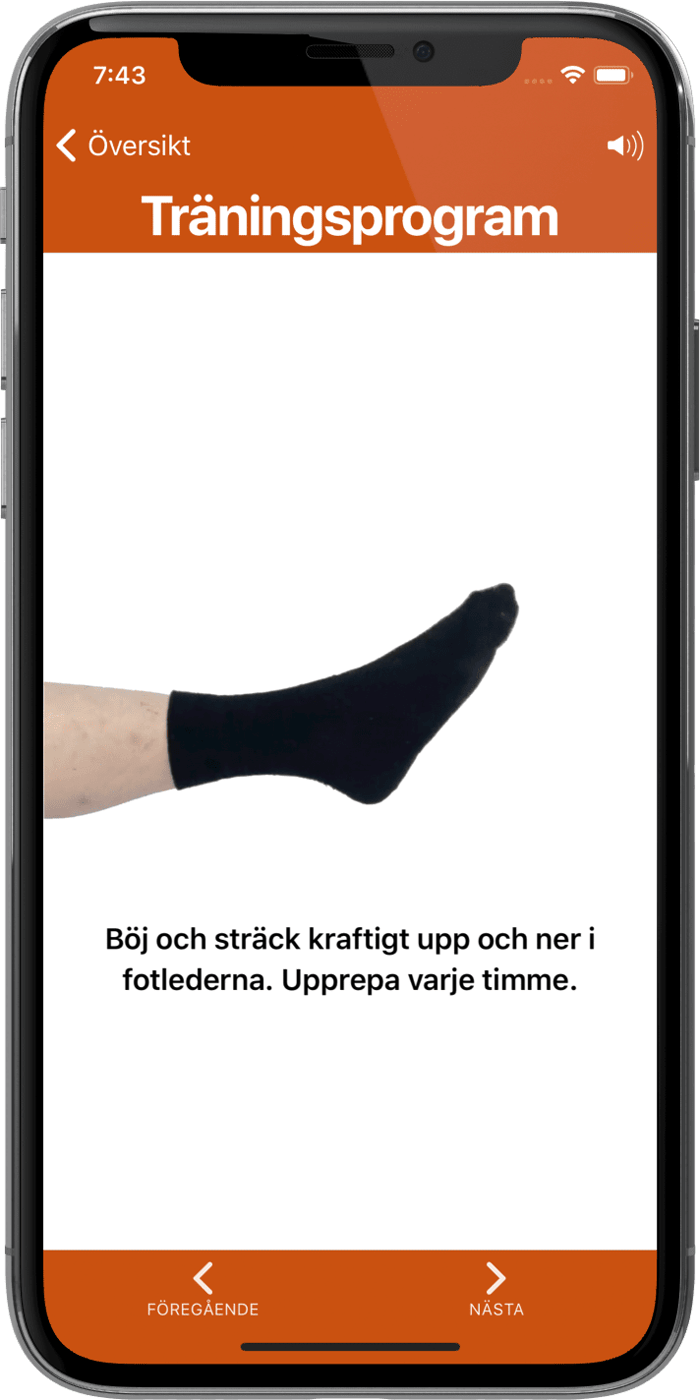 7:43
Översikt
Träningsprogram
Böj och sträck kraftigt upp och ner i
fotlederna. Upprepa varje timme.
FÖREGÅENDE
NÄSTA